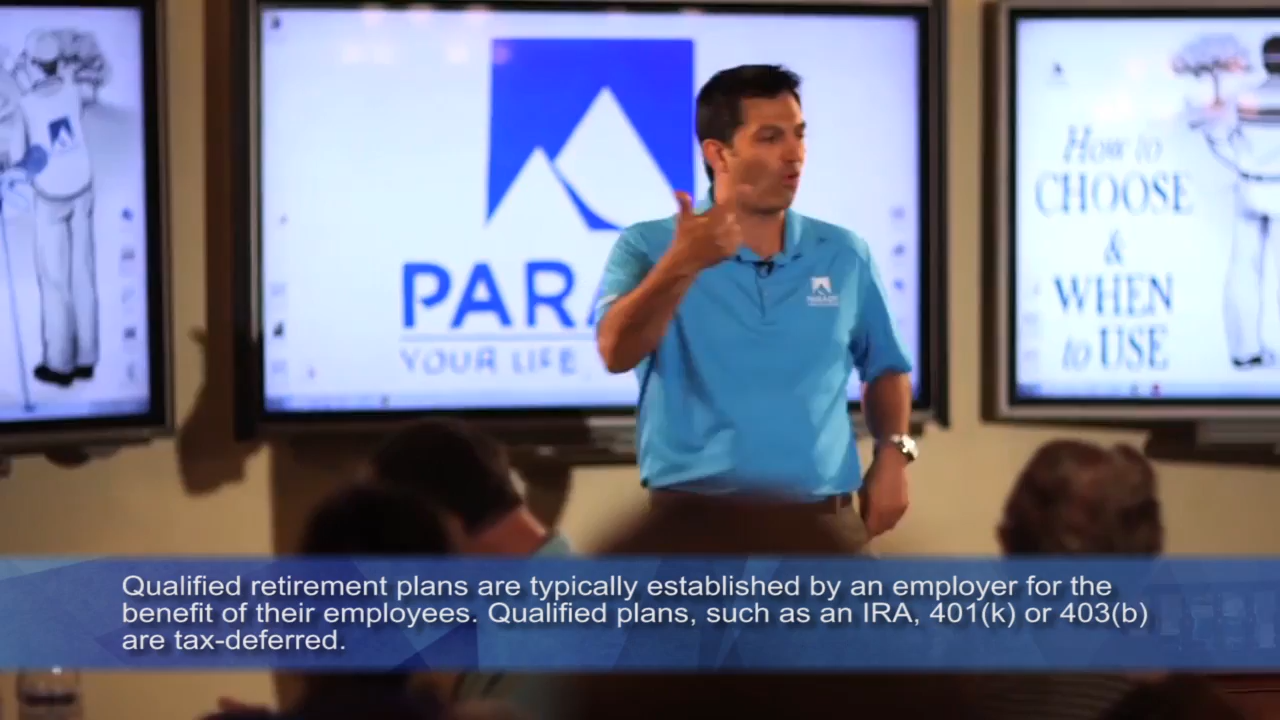 PARA
YOUR LIFE
How to
CHOOSE
&
WHEN
to USE
Qualified retirement plans are typically established by an employer for the
benefit of their employees. Qualified plans, such as an IRA, 401(k) or 403(b)
are tax-deferred.